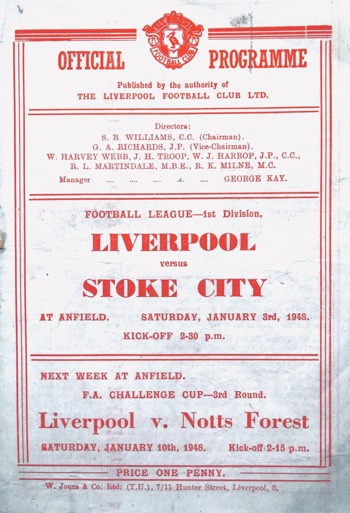 OFFICIAL PROGRAMME
Published by the authority of
THE LIVERPOOL FOOTBALL CLUB LTD.
Directors:
S. R. WILLIAMS, C.C. (Chairman).
G. A. RICHARDS, J.P. (Vice-Chairman).
W. HARVEY WEBB, J. H. TROOP, W. J. HARROP, J.P., C.C.,
R. L. MARTINDALE, M.B.E., R. K. MILNE, M.C.
Manager .... .... .... .... .... GEORGE KAY.
FOOTBALL LEAGUE—1st Division,
LIVERPOOL
versus
STOKE CITY
AT ANFIELD. SATURDAY, JANUARY 3rd, 1948.
KICK-OFF 2-30 p.m.
NEXT WEEK AT ANFIELD.
F.A. CHALLENGE CUP—3rd Round.
Liverpool v. Notts Forest
SATURDAY, JANUARY 10th, 1948. Kick-off 2-15 p.m.
PRICE ONE PENNY.
W. Jones & Co. Ltd. (T.U.), 7/11 Hunter Street, Liverpool, 3.